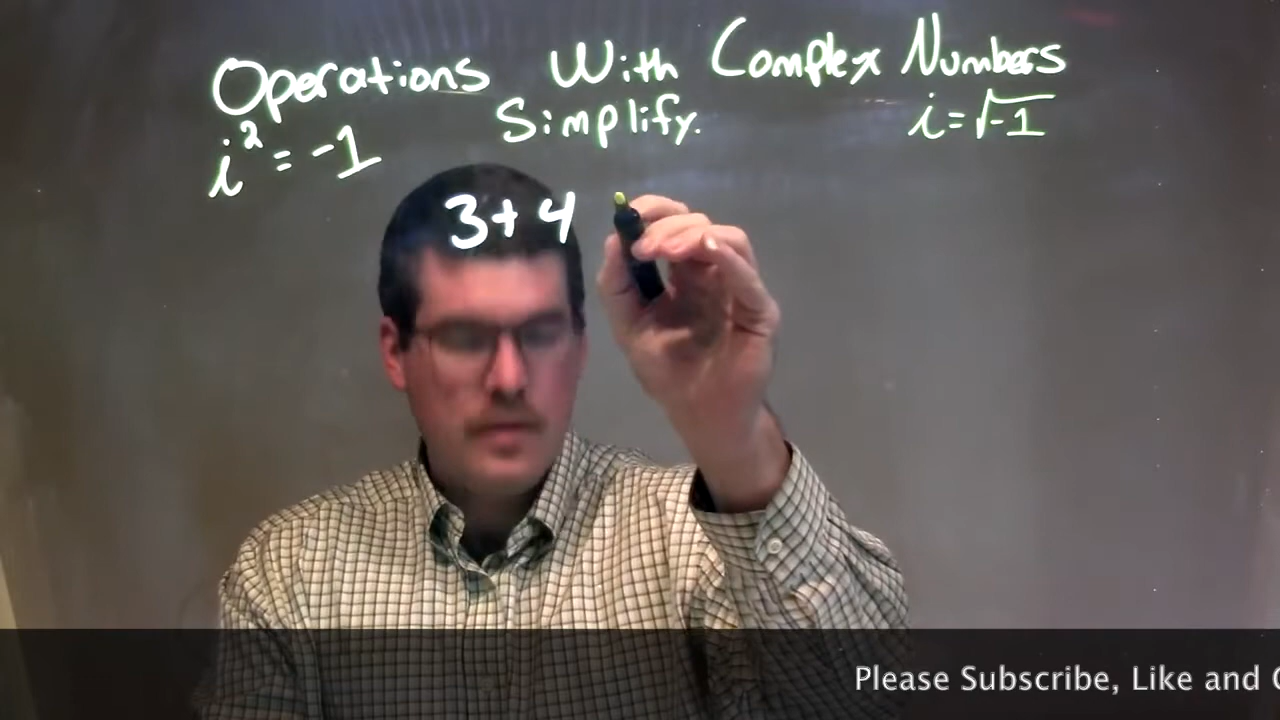 Operations With Complex Numbers
Simplify.
i² = -1
i = √-1
3 + 4
Please Subscribe, Like and